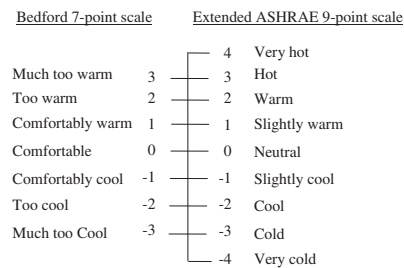 Bedford 7-point scale Extended ASHRAE 9-point scale
4 Very hot
Much too warm 3 3 Hot
Too warm 2 2 Warm
Comfortably warm 1 1 Slightly warm
Comfortable 0 0 Neutral
Comfortably cool -1 -1 Slightly cool
Too cool -2 -2 Cool
Much too Cool -3 -3 Cold
-4 Very cold